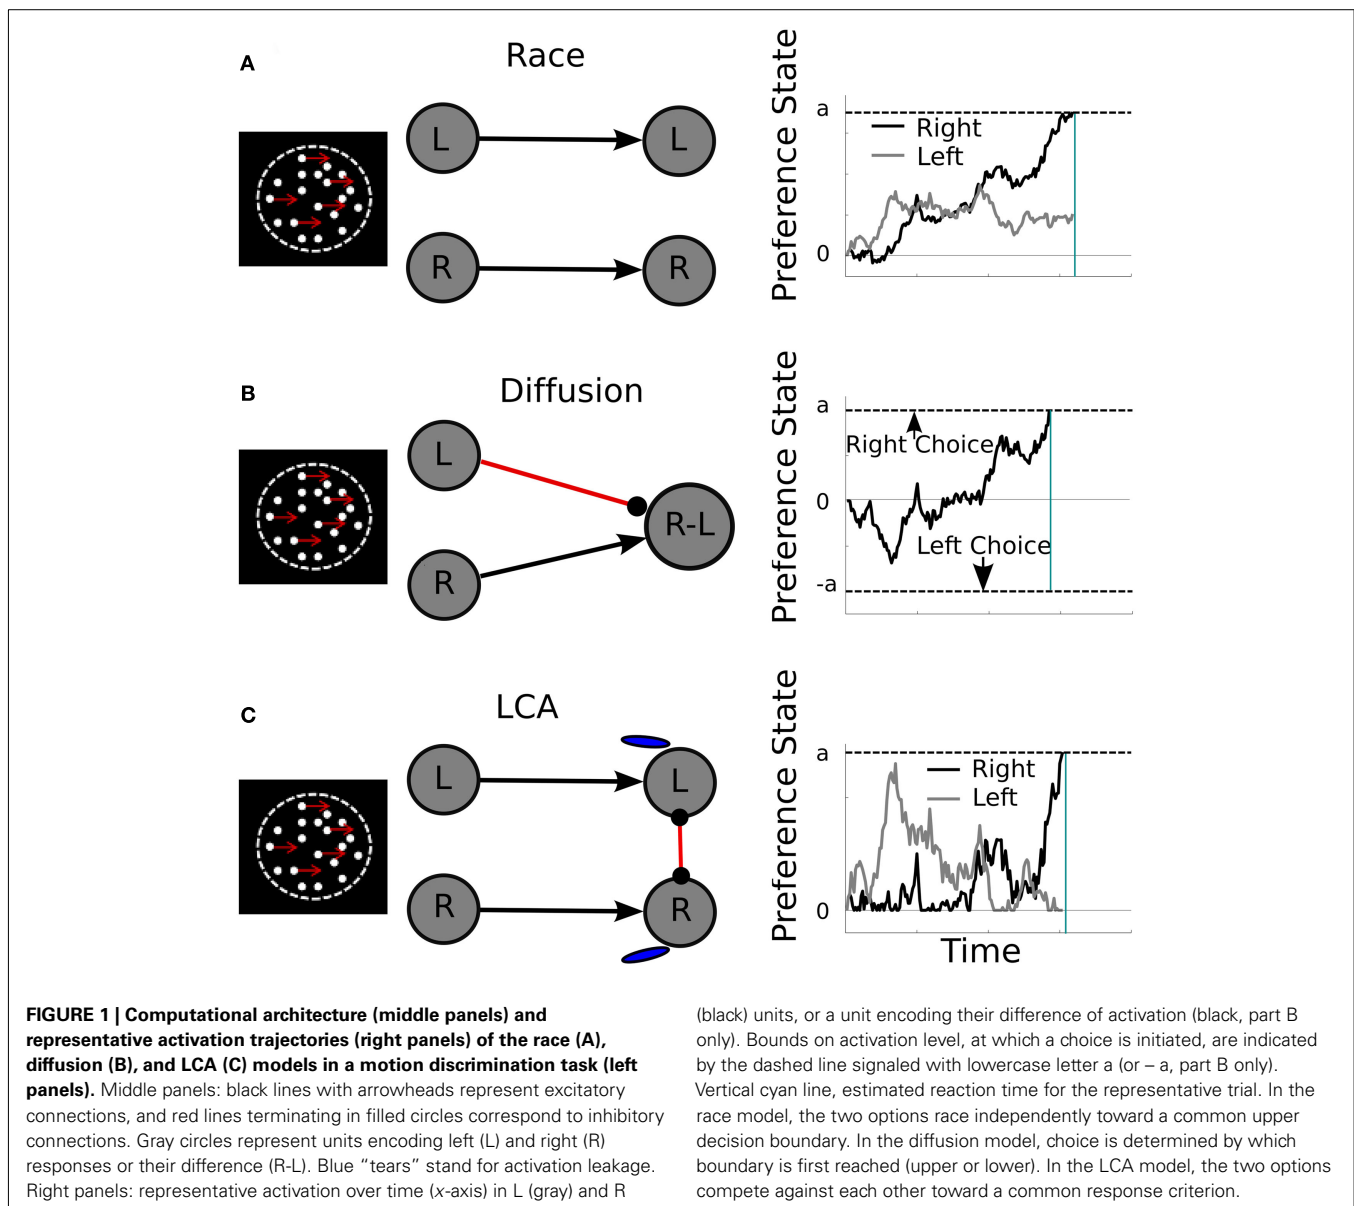 A
Race
L
L
R
R
Preference State
a
Right
Left
0
B
Diffusion
L
R
R-L
Preference State
a
Right Choice
0
Left Choice
-a
C
LCA
L
L
R
R
Preference State
a
Right
Left
0
Time
FIGURE 1 | Computational architecture (middle panels) and
representative activation trajectories (right panels) of the race (A),
diffusion (B), and LCA (C) models in a motion discrimination task (left
panels). Middle panels: black lines with arrowheads represent excitatory
connections, and red lines terminating in filled circles correspond to inhibitory
connections. Gray circles represent units encoding left (L) and right (R)
responses or their difference (R-L). Blue “tears” stand for activation leakage.
Right panels: representative activation over time (x-axis) in L (gray) and R
(black) units, or a unit encoding their difference of activation (black, part B
only). Bounds on activation level, at which a choice is initiated, are indicated
by the dashed line signaled with lowercase letter a (or – a, part B only).
Vertical cyan line, estimated reaction time for the representative trial. In the
race model, the two options race independently toward a common upper
decision boundary. In the diffusion model, choice is determined by which
boundary is first reached (upper or lower). In the LCA model, the two options
compete against each other toward a common response criterion.